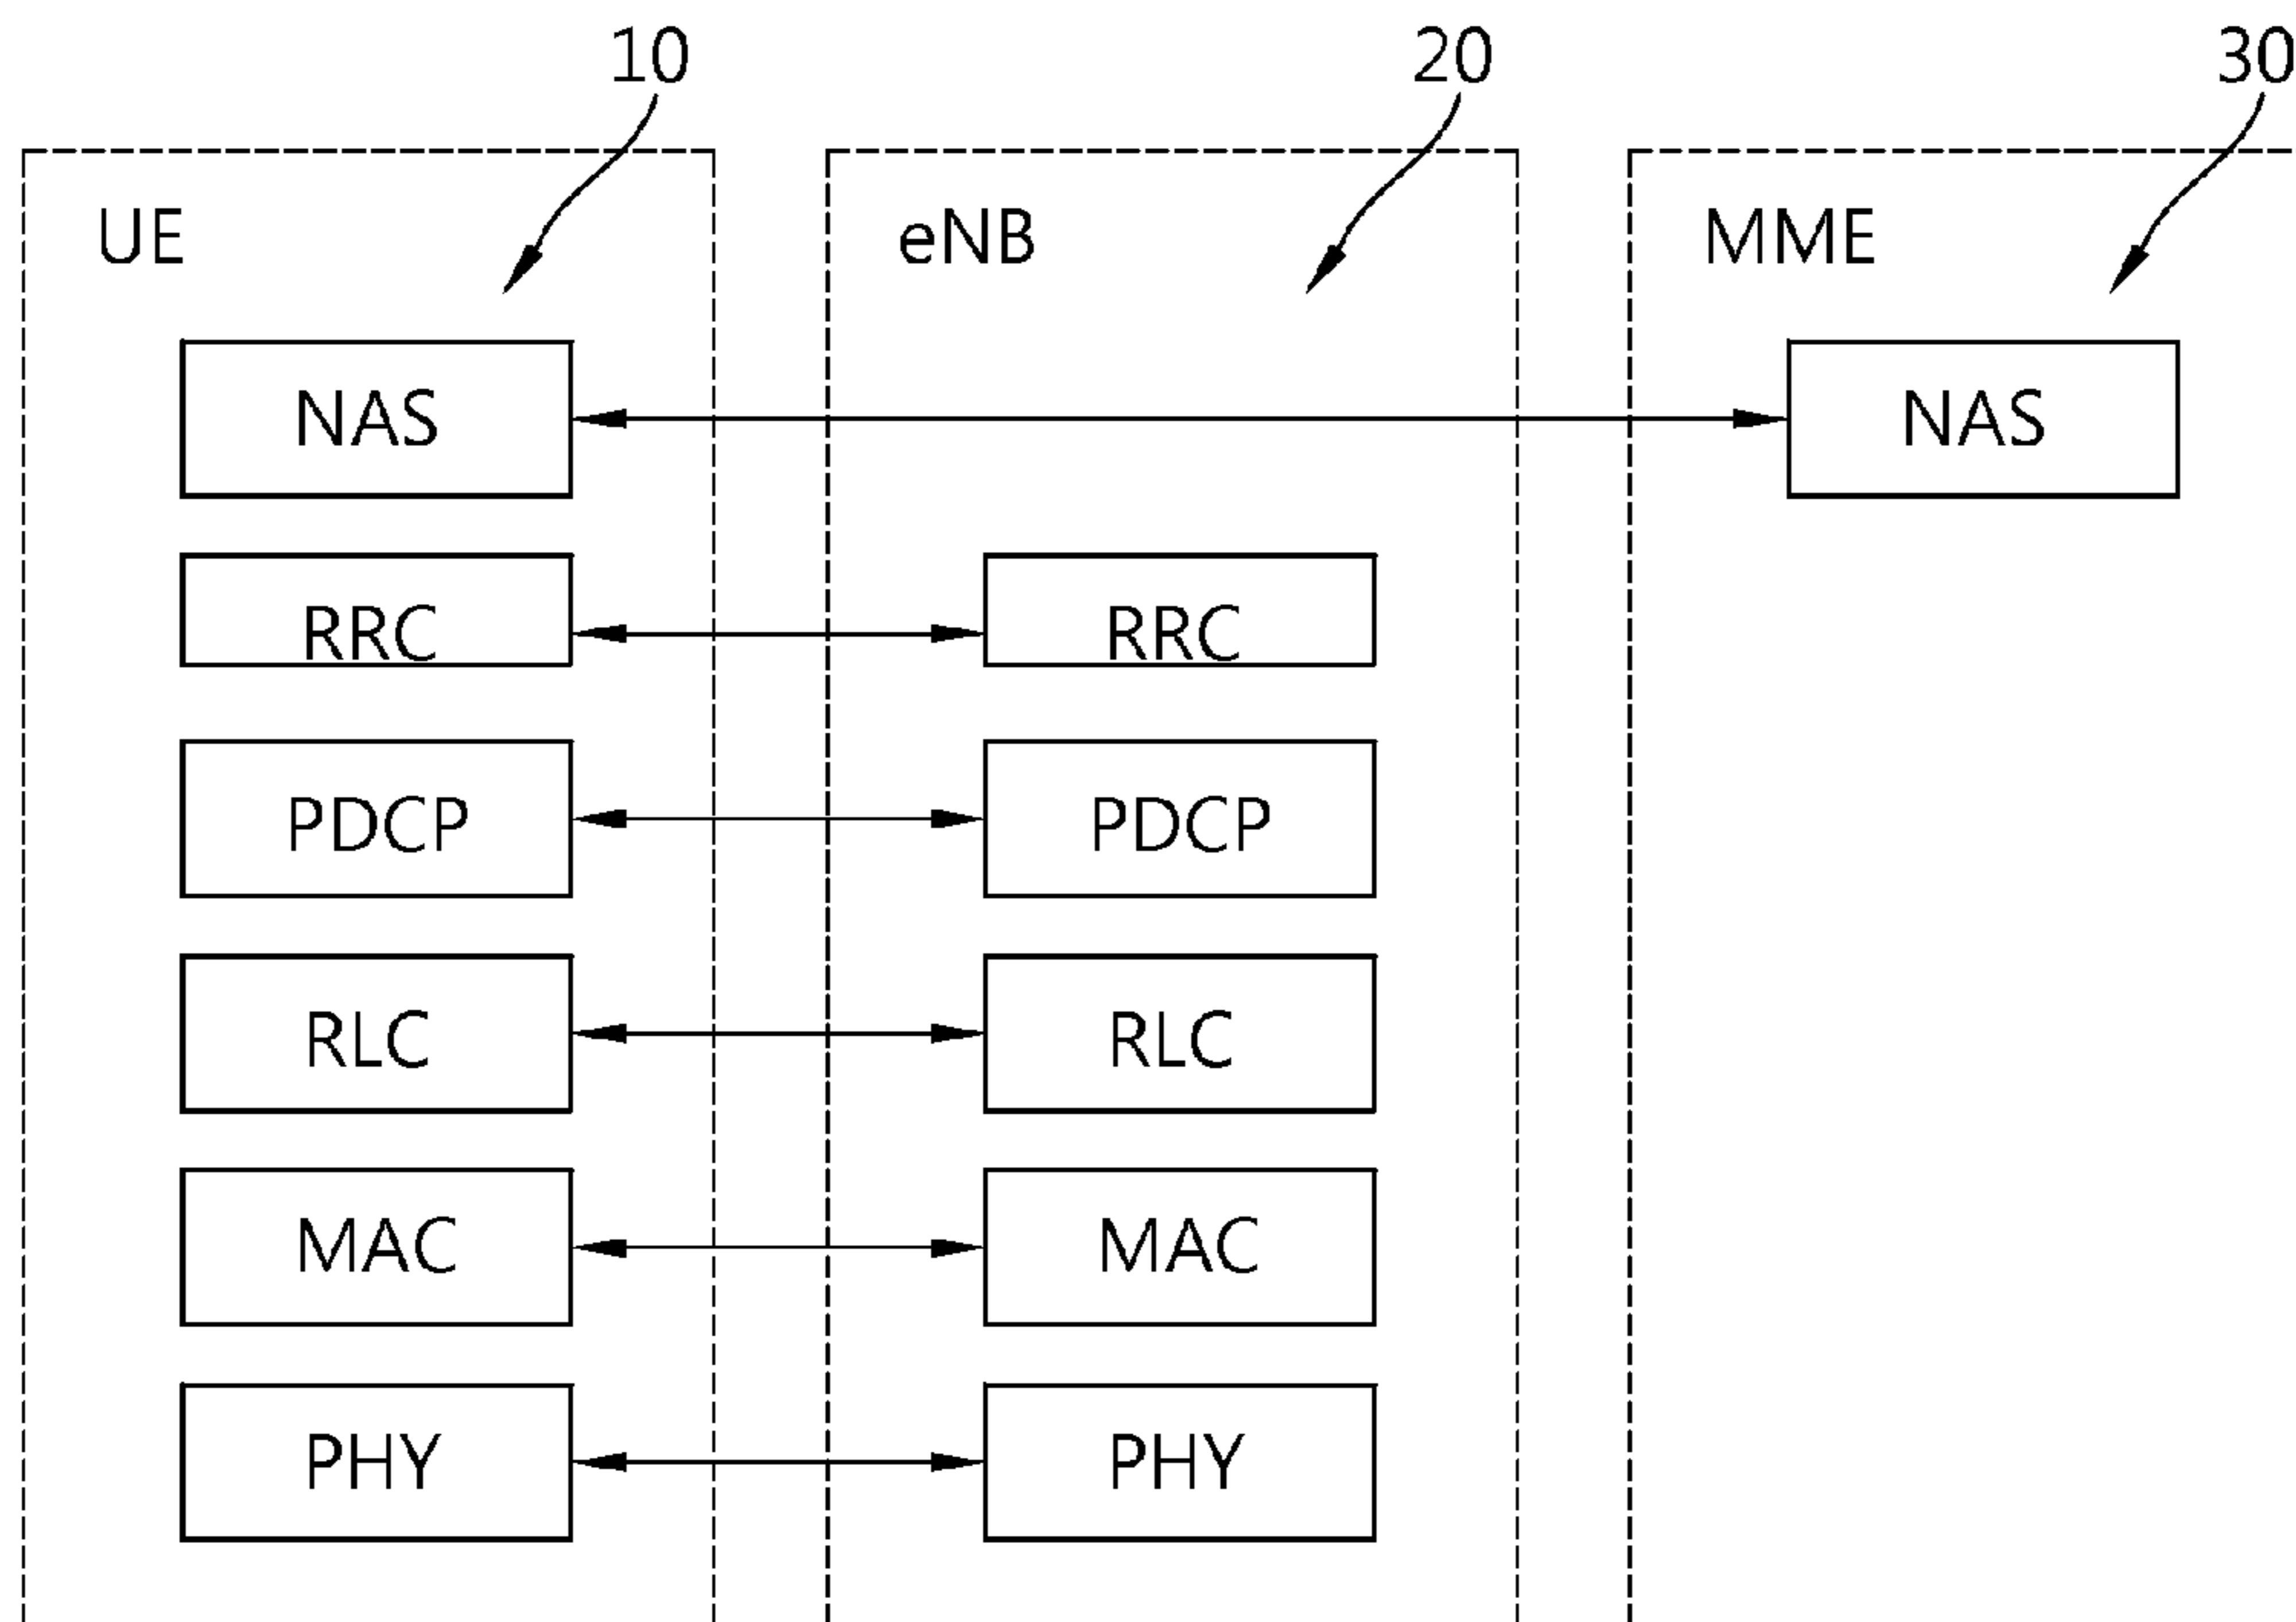 10 20 30
UE eNB MME
NAS NAS
RRC RRC
PDCP PDCP
RLC RLC
MAC MAC
PHY PHY